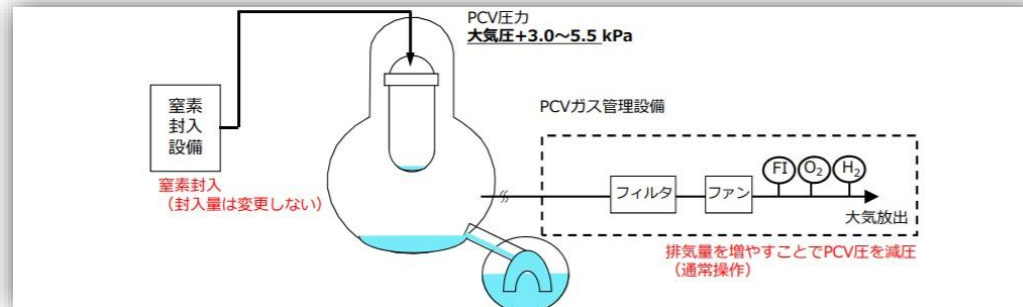 PCV圧力
大気圧+3.0~5.5 kPa
窒素
封入
設備
窒素封入
(封入量は変更しない)
PCVガス管理設備
フィルタ
ファン
FI
O₂
H₂
大気放出
排気量を増やすことでPCV圧を減圧
(通常操作)